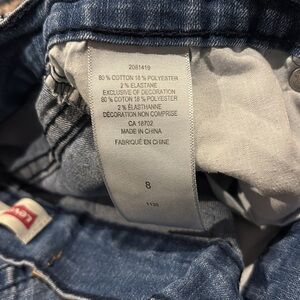 2081419
80 % COTTON 18 % POLYESTER
2 % ELASTANE
EXCLUSIVE OF DECORATION
80 % COTON 18 % POLYESTER
2 % ÉLASTHANNE
DÉCORATION NON COMPRISE
CA 18702
MADE IN CHINA
FABRIQUÉ EN CHINE
8